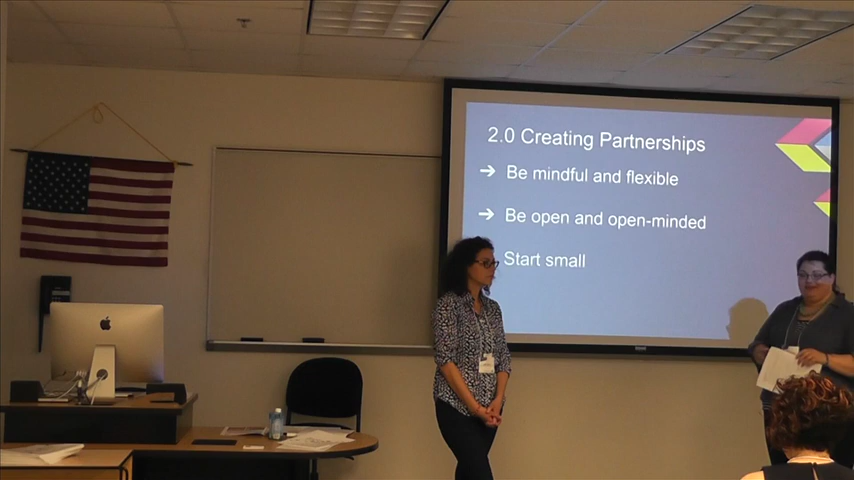 2.0 Creating Partnerships
➔ Be mindful and flexible
➔ Be open and open-minded
Start small